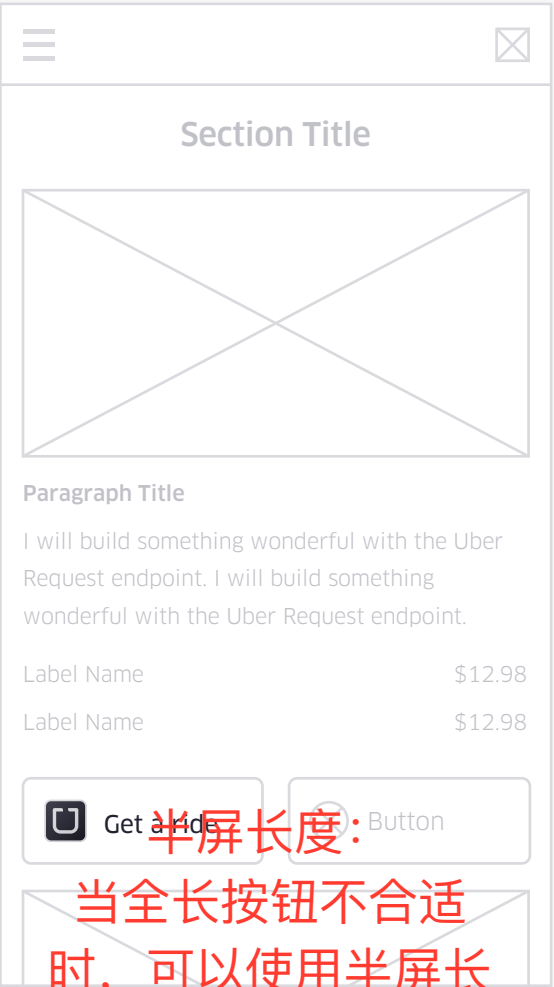 Section Title
Paragraph Title
I will build something wonderful with the Uber
Request endpoint. I will build something
wonderful with the Uber Request endpoint.
Label Name $12.98
Label Name $12.98
Get a ride
Button
半屏长度：
当全长按钮不合适
时，可以使用半屏长